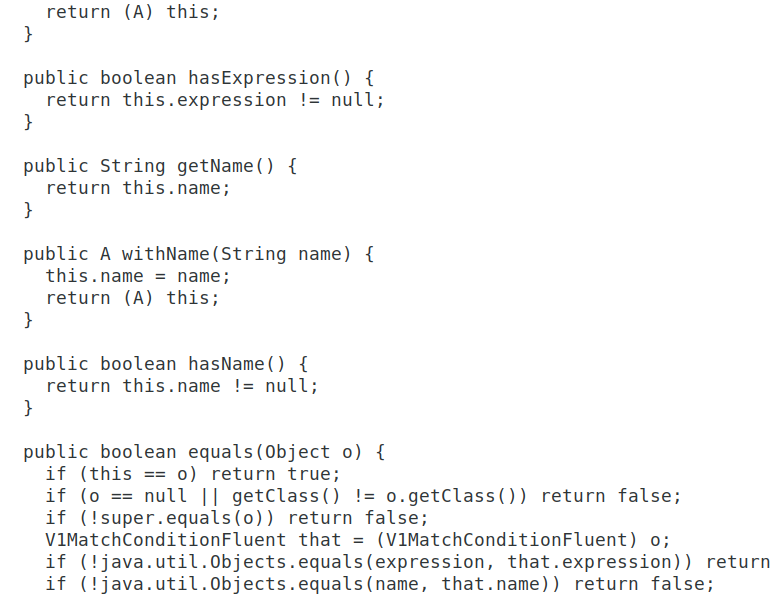 return (A) this;
}
public boolean hasExpression() {
return this.expression != null;
}
public String getName() {
return this.name;
}
public A withName(String name) {
this.name = name;
return (A) this;
}
public boolean hasName() {
return this.name != null;
}
public boolean equals(Object o) {
if (this == o) return true;
if (o == null || getClass() != o.getClass()) return false;
if (!super.equals(o)) return false;
V1MatchConditionFluent that = (V1MatchConditionFluent) o;
if (!java.util.Objects.equals(expression, that.expression)) return
if (!java.util.Objects.equals(name, that.name)) return false;